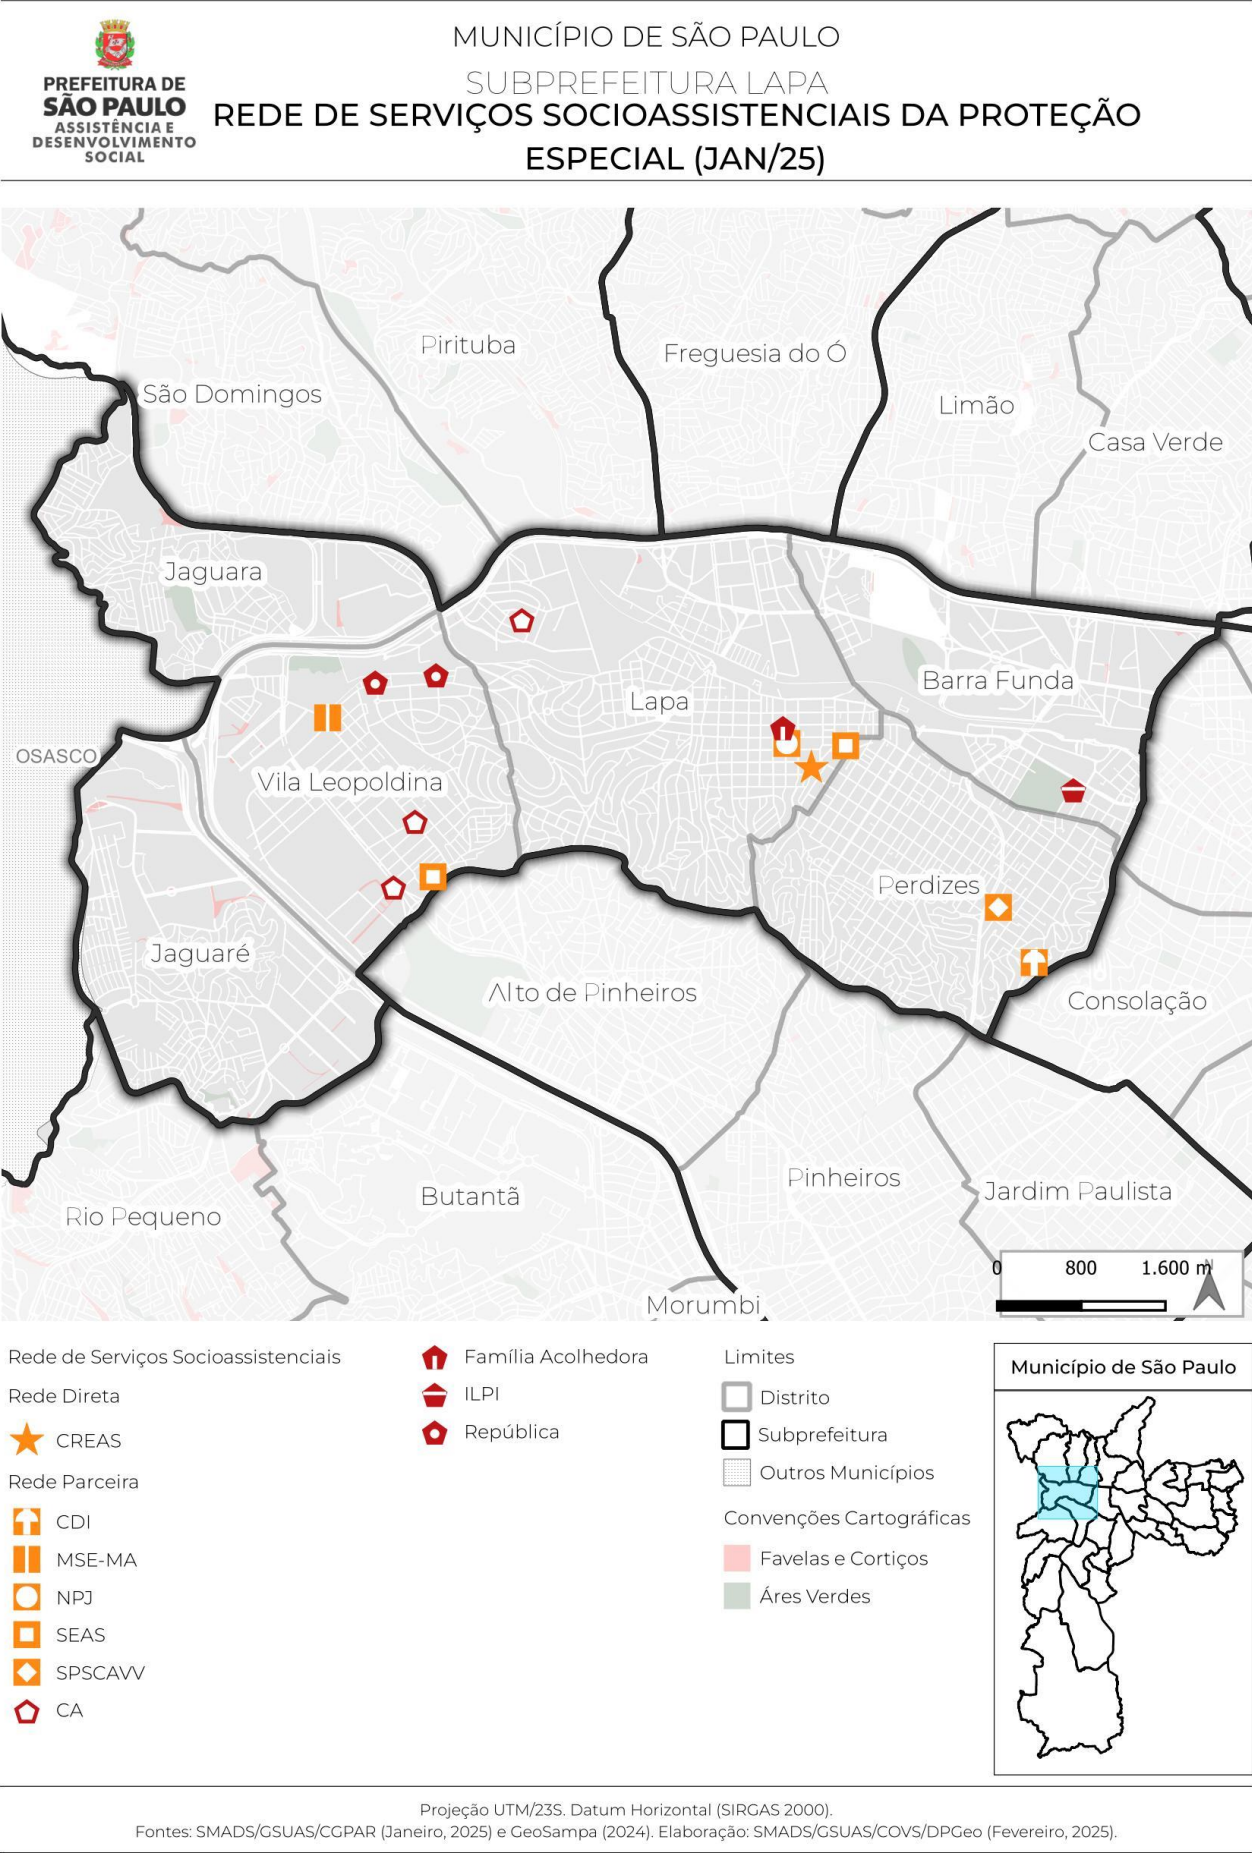 PREFEITURA DE
SÃO PAULO
ASSISTÊNCIA E
DESENVOLVIMENTO
SOCIAL
MUNICÍPIO DE SÃO PAULO
SUBPREFEITURA LAPA
REDE DE SERVIÇOS SOCIOASSISTENCIAIS DA PROTEÇÃO
ESPECIAL (JAN/25)
Pirituba
Freguesia do Ó
São Domingos
Limão
Casa Verde
Jaguara
Barra Funda
Lapa
OSASCO
Vila Leopoldina
Perdizes
Jaguaré
Alto de Pinheiros
Consolação
Pinheiros
Jardim Paulista
Butantã
Rio Pequeno
Morumbi
0 800 1.600 m
N
Rede de Serviços Socioassistenciais
Rede Direta
CREAS
Rede Parceira
CDI
MSE-MA
NPJ
SEAS
SPSCAVV
CA
Família Acolhedora
ILPI
República
Limites
Distrito
Subprefeitura
Outros Municípios
Convenções Cartográficas
Favelas e Cortiços
Áres Verdes
Município de São Paulo
Projeção UTM/23S. Datum Horizontal (SIRGAS 2000).
Fontes: SMADS/GSUAS/CGPAR (Janeiro, 2025) e GeoSampa (2024). Elaboração: SMADS/GSUAS/COVS/DPGeo (Fevereiro, 2025).